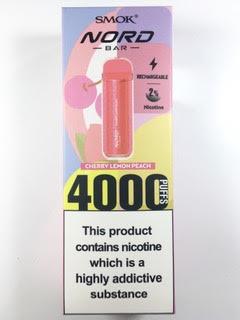 SMOK
NORD
BAR
RECHARGEABLE
2%
Nicotine
CHERRY LEMON PEACH
4000 PUFFS
This product
contains nicotine
which is a
highly addictive
substance